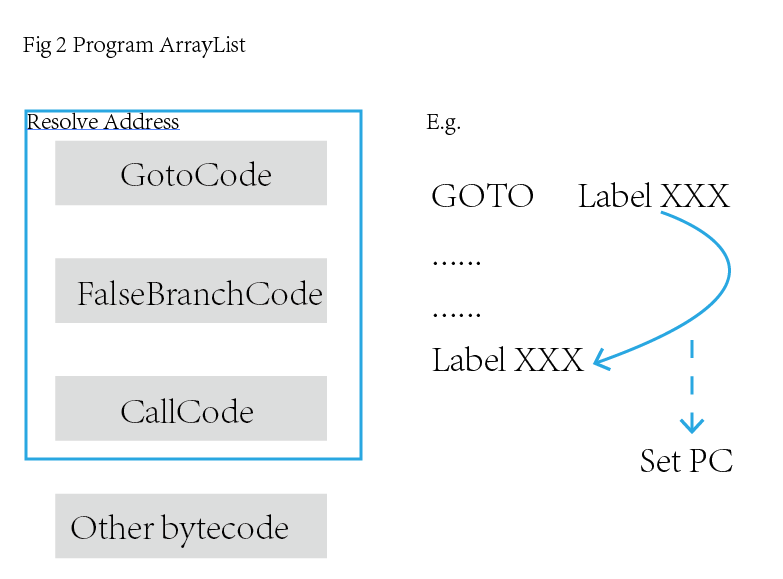 Fig 2 Program ArrayList
Resolve Address
GotoCode
FalseBranchCode
CallCode
Other bytecode
E.g.
GOTO Label XXX
......
......
Label XXX
Set PC